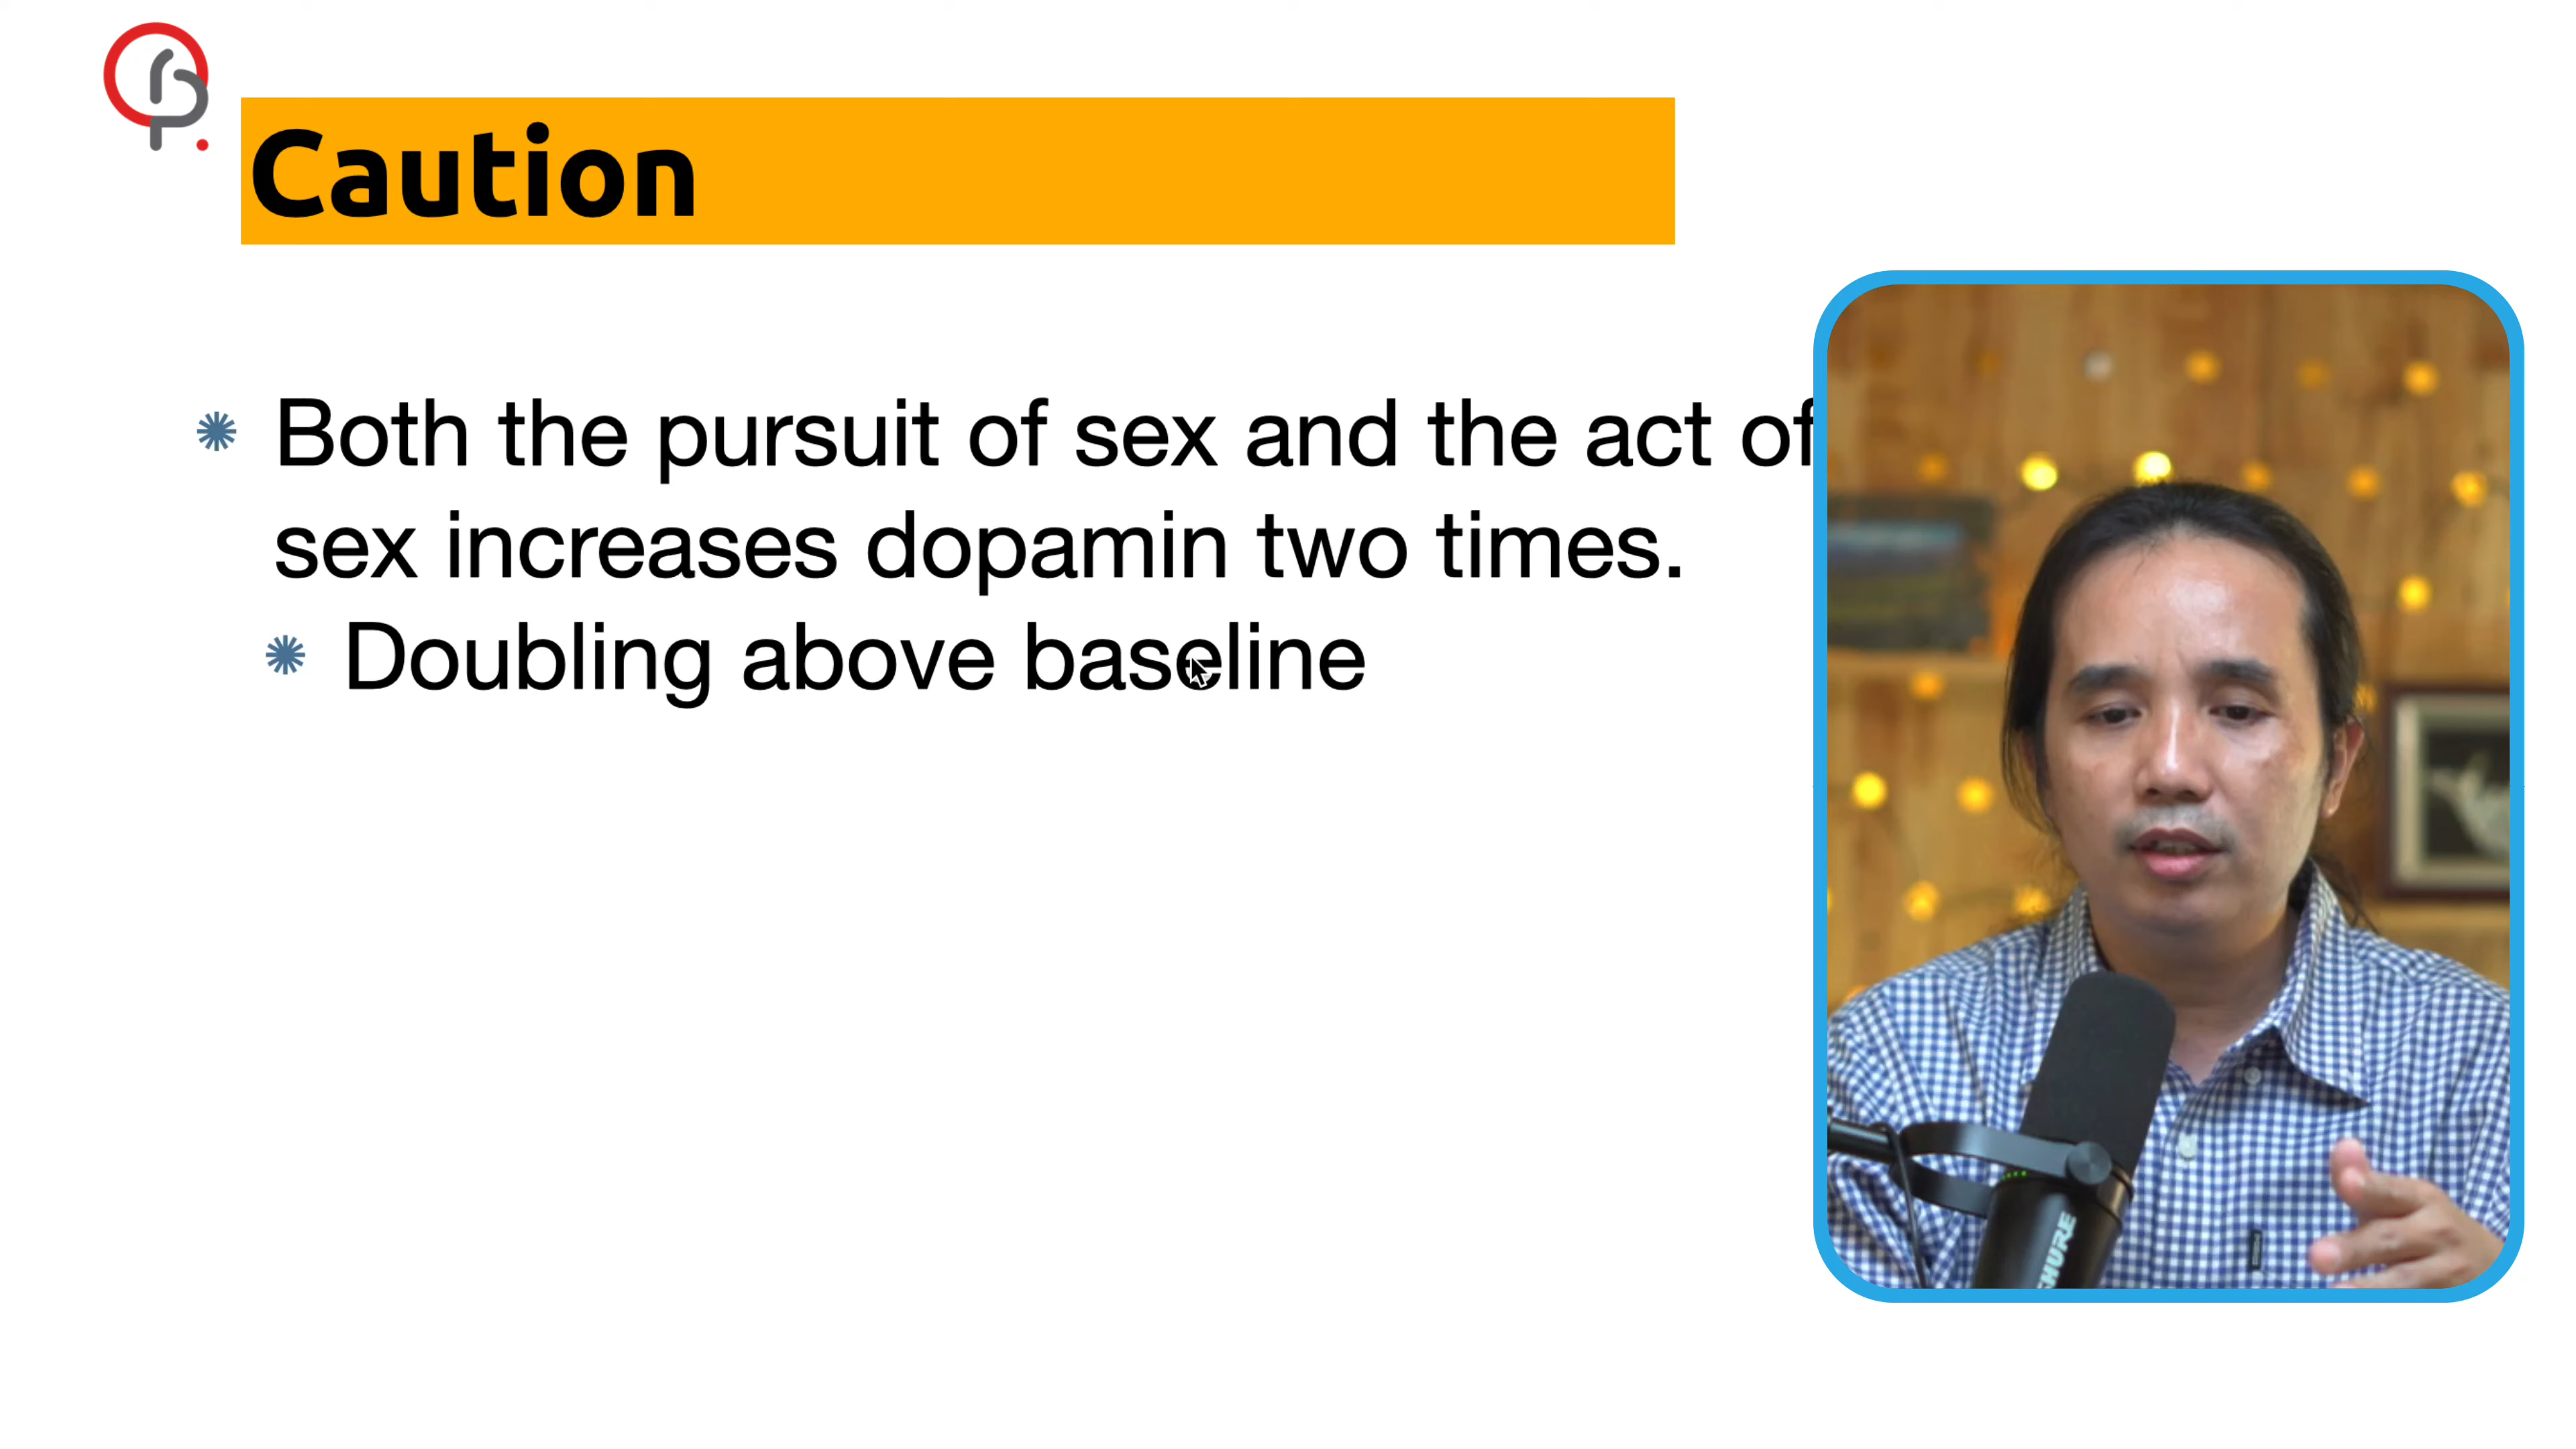 Caution
Both the pursuit of sex and the act of
sex increases dopamin two times.
Doubling above baseline